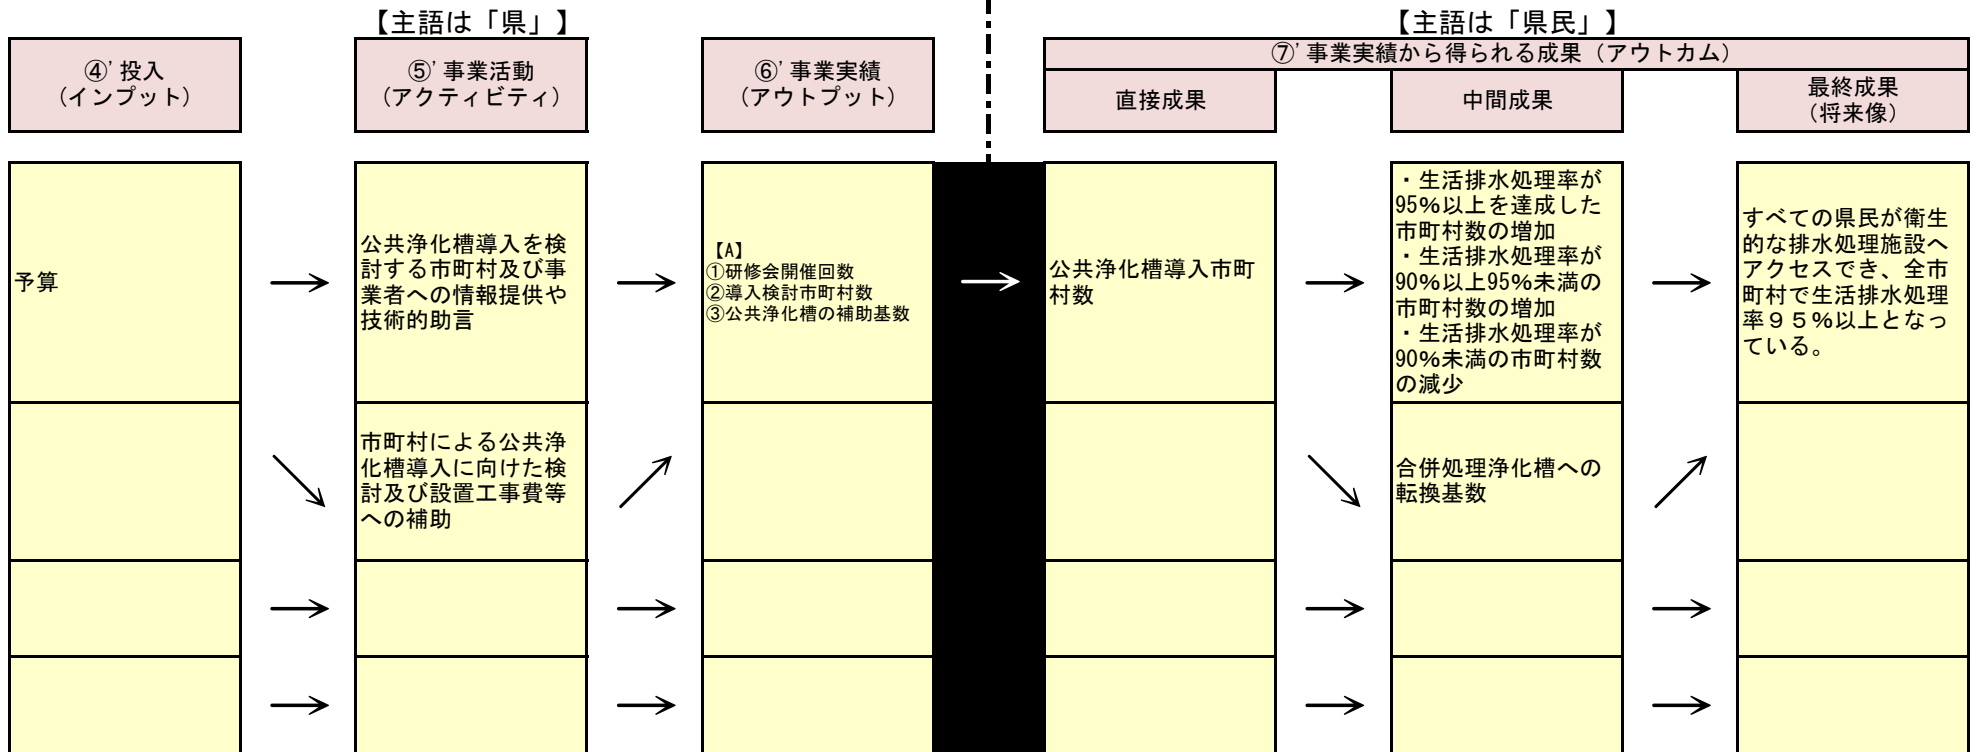 【主語は「県」】
【主語は「県民」】
④’投入
（インプット）
⑤’事業活動
（アクティビティ）
⑥’事業実績
（アウトプット）
⑦’事業実績から得られる成果（アウトカム）
直接成果
中間成果
最終成果
（将来像）
予算
公共浄化槽導入を検
討する市町村及び事
業者への情報提供や
技術的助言
【A】
①研修会開催回数
②導入検討市町村数
③公共浄化槽の補助基数
公共浄化槽導入市町
村数
・生活排水処理率が
95%以上を達成した
市町村数の増加
・生活排水処理率が
90%以上95%未満の
市町村数の増加
・生活排水処理率が
90%未満の市町村数
の減少
すべての県民が衛生
的な排水処理施設へ
アクセスでき、全市
町村で生活排水処理
率９５%以上となっ
ている。
市町村による公共浄
化槽導入に向けた検
討及び設置工事費等
への補助
合併処理浄化槽への
転換基数